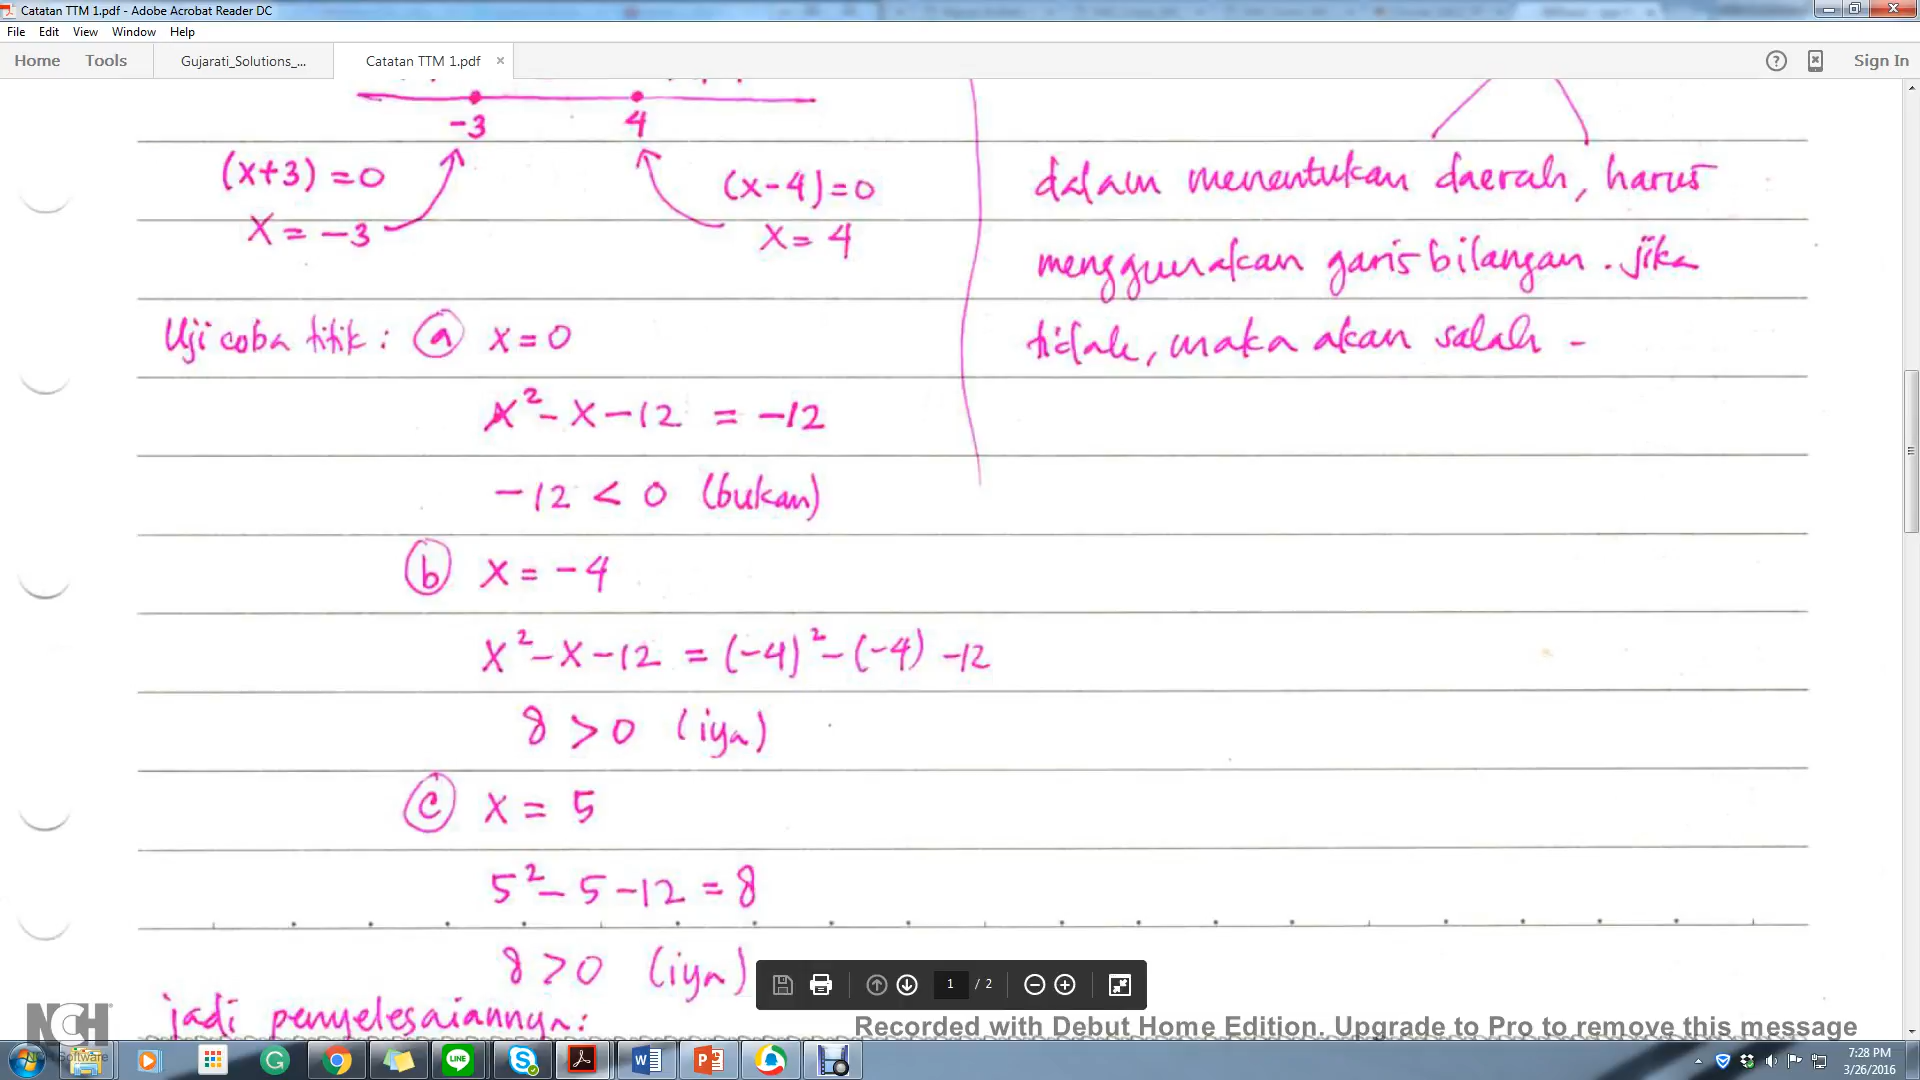 Catatan TTM 1.pdf - Adobe Acrobat Reader DC
File Edit View Window Help
Home Tools Gujarati_Solutions_... Catatan TTM 1.pdf × Sign In
-3 4
(x+3) = 0
x = -3
(x-4) = 0
x = 4
Uji coba titik : (a) x = 0
x² - x - 12 = -12
-12 < 0 (bukan)
(b) x = -4
x² - x - 12 = (-4)² - (-4) - 12
8 > 0 (iya)
(c) x = 5
5² - 5 - 12 = 8
8 > 0 (iya)
jadi penyelesaiannya:
dalam menentukan daerah, harus
menggunakan garis bilangan. jika
tidak, maka akan salah -
1 / 2
NCH
NCH Software
Recorded with Debut Home Edition. Upgrade to Pro to remove this message
7:28 PM
3/26/2016